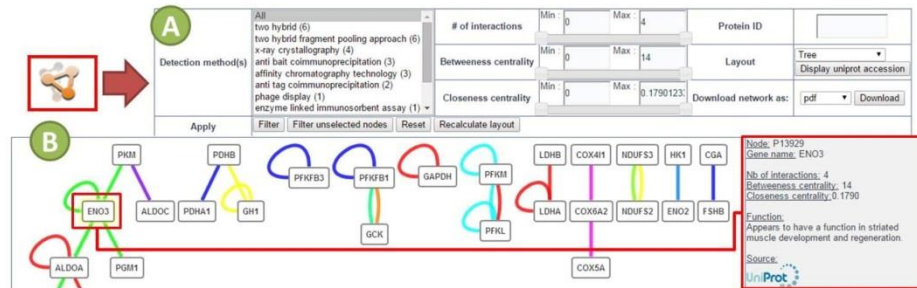 A
Detection method(s)
All
two hybrid (6)
two hybrid fragment pooling approach (6)
x-ray crystallography (4)
anti bait coimmunoprecipitation (3)
affinity chromatography technology (3)
anti tag coimmunoprecipitation (2)
phage display (1)
enzyme linked immunosorbent assay (1)
# of interactions
Min : 0 Max : 4
Protein ID
Betweeness centrality
Min : 0 Max : 14
Layout
Tree
Display uniprot accession
Closeness centrality
Min : 0 Max : 0.1790123
Download network as:
pdf Download
Apply
Filter Filter unselected nodes Reset Recalculate layout
B
PKM PDHB LDHB COX4I1 NDUFS3 HK1 CGA
PFKFB3 PFKFB1 GAPDH PFKM
ENO3 ALDOC PDHA1 GH1 LDHA COX6A2 NDUFS2 ENO2 FSHB
GCK PFKL
ALDOA PGM1 COX5A
Node: P13929
Gene name: ENO3
Nb of interactions: 4
Betweeness centrality: 14
Closeness centrality:0.1790
Function:
Appears to have a function in striated
muscle development and regeneration.
Source:
UniProt